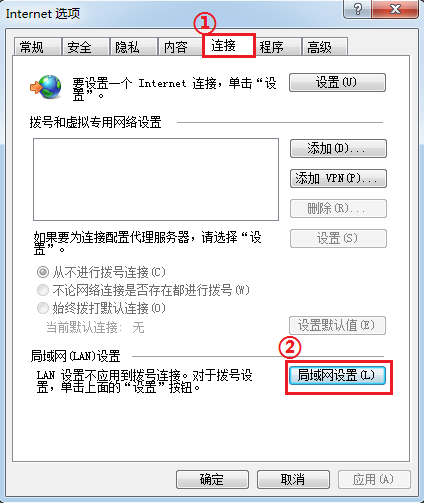 Internet 选项
①
常规 安全 隐私 内容 连接 程序 高级
要设置一个 Internet 连接，单击“设
置”。
设置(U)
拨号和虚拟专用网络设置
添加(D)...
添加 VPN(P)...
删除(R)...
如果要为连接配置代理服务器，请选择“设
置”。
设置(S)
从不进行拨号连接(C)
不论网络连接是否存在都进行拨号(W)
始终拨打默认连接(O)
当前默认连接： 无
设置默认值(E)
②
局域网(LAN)设置
LAN 设置不应用到拨号连接。对于拨号设
置，单击上面的“设置”按钮。
局域网设置(L)
确定 取消 应用(A)